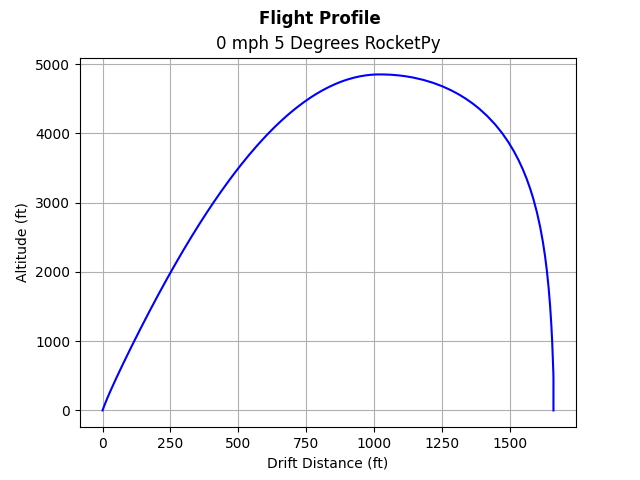 Flight Profile
0 mph 5 Degrees RocketPy
5000
4000
3000
2000
1000
0
Altitude (ft)
0 250 500 750 1000 1250 1500
Drift Distance (ft)